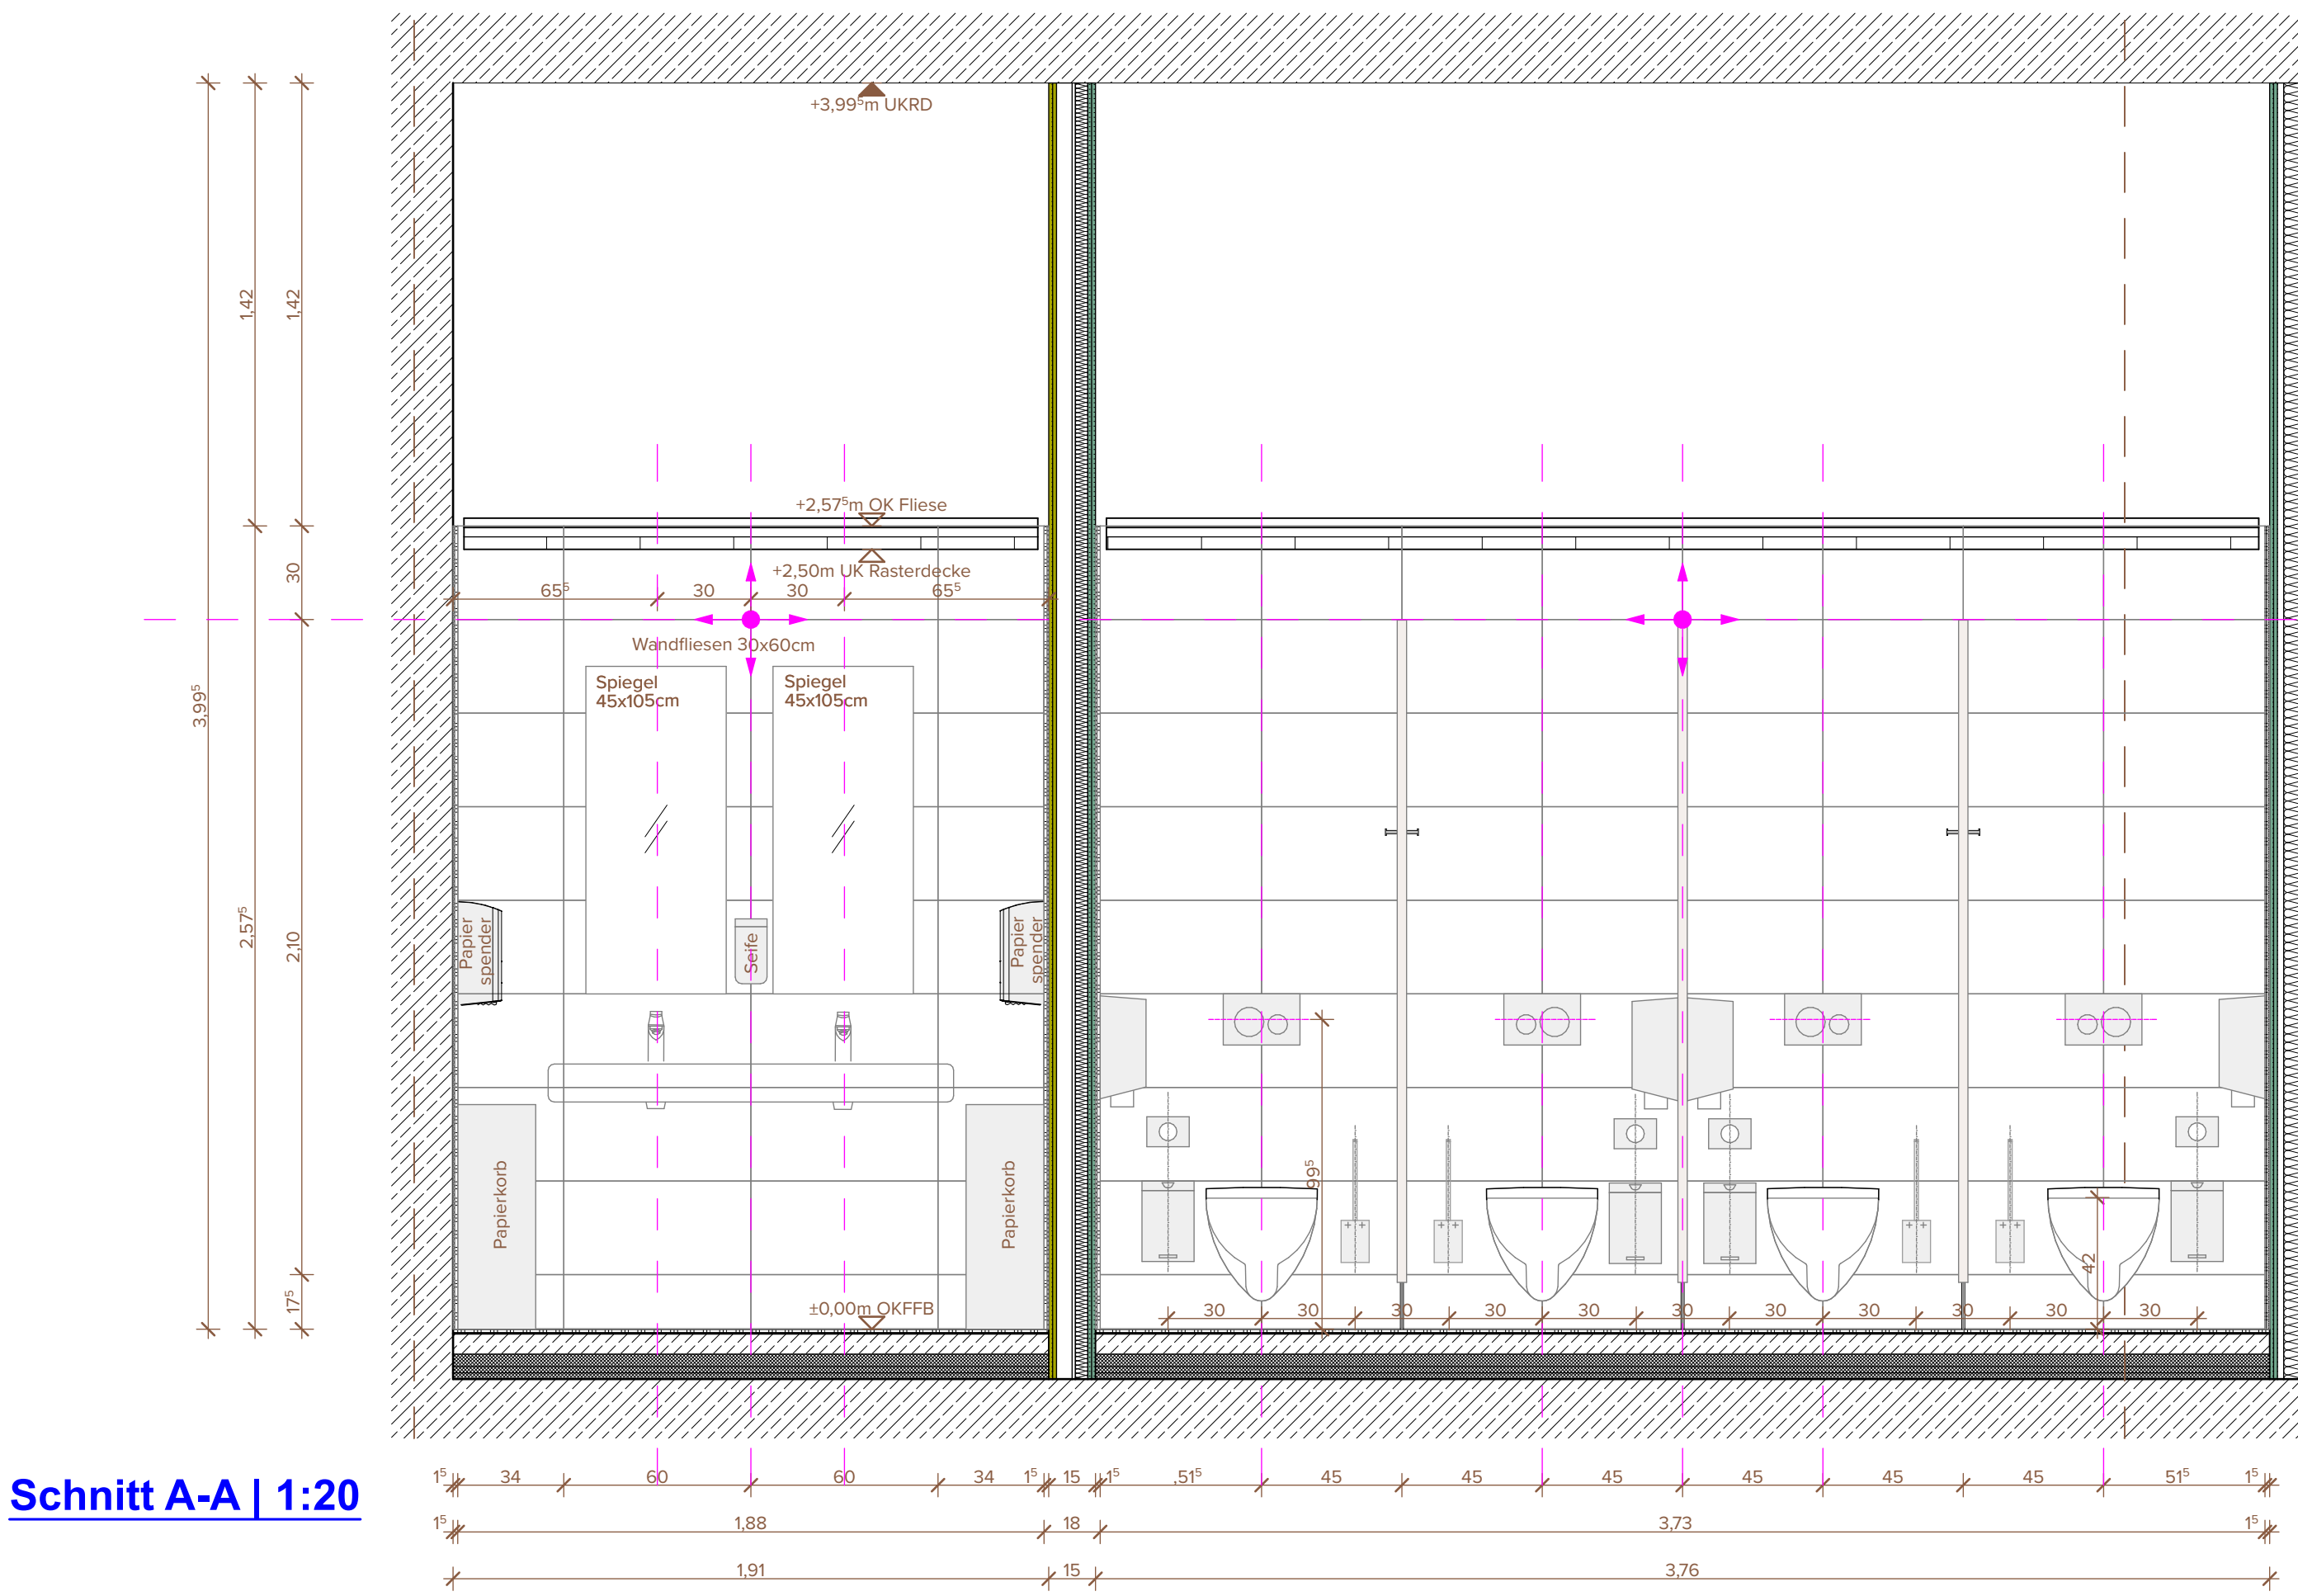 +3,99⁵m UKRD
1,42
1,42
+2,57⁵m OK Fliese
+2,50m UK Rasterdecke
30
65⁵
30
30
65⁵
Wandfliesen 30x60cm
Spiegel
45x105cm
Spiegel
45x105cm
3,99⁵
2,57⁵
2,10
Papier
spender
Seife
Papier
spender
Papierkorb
Papierkorb
99⁵
42
17⁵
±0,00m OKFFB
30
30
30
30
30
30
30
30
30
30
30
Schnitt A-A | 1:20
1⁵
34
60
60
34
1⁵
15
1⁵
,51⁵
45
45
45
45
45
45
51⁵
1⁵
1⁵
1,88
18
3,73
1⁵
1,91
15
3,76